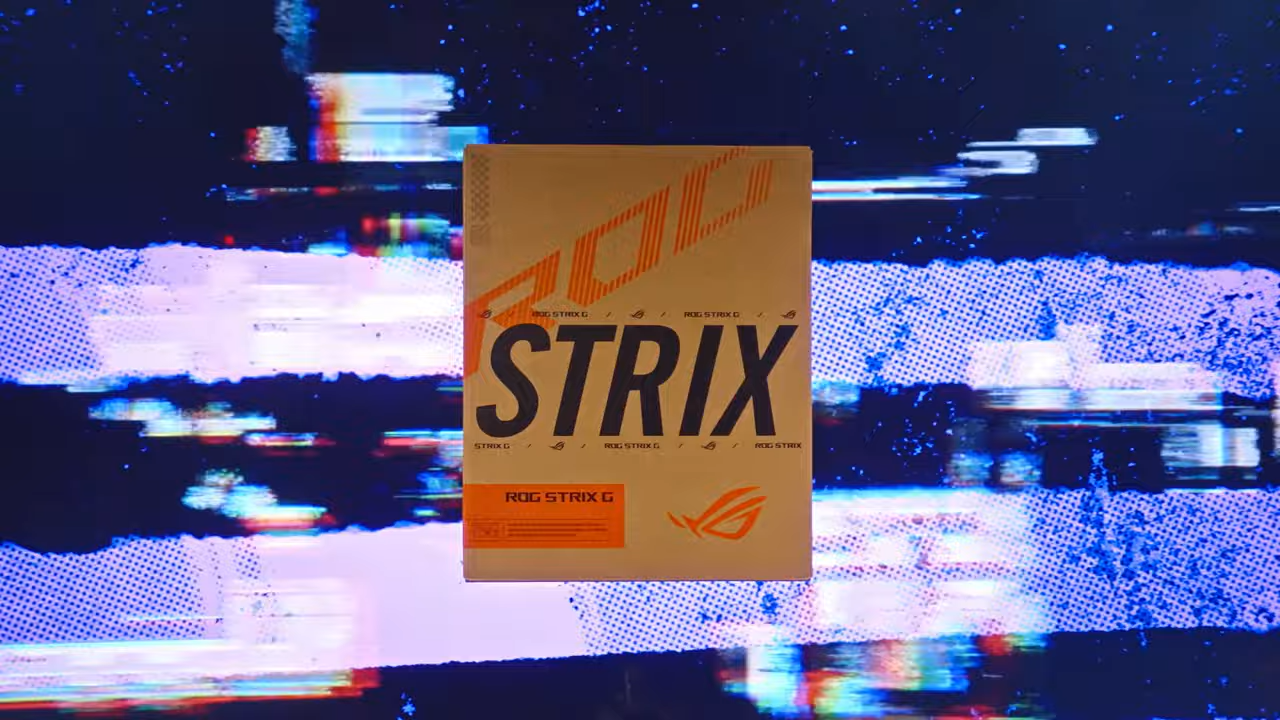 ROG
ROG STRIX G / / ROG STRIX G /
STRIX
STRIX G / / ROG STRIX G / / ROG STRIX
ROG STRIX G